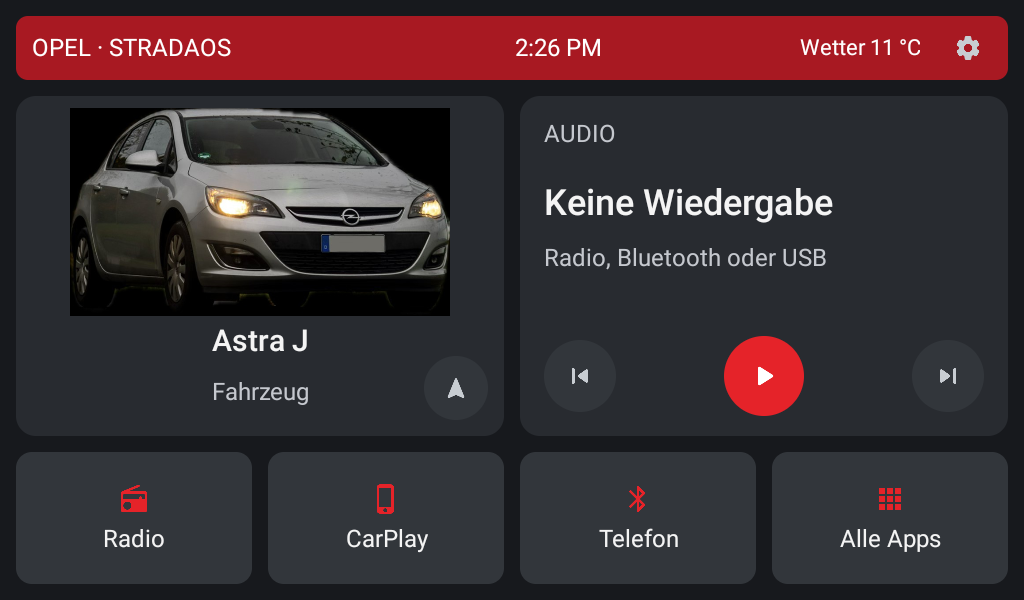 OPEL · STRADAOS
2:26 PM
Wetter 11 °C
Astra J
Fahrzeug
AUDIO
Keine Wiedergabe
Radio, Bluetooth oder USB
Radio
CarPlay
Telefon
Alle Apps